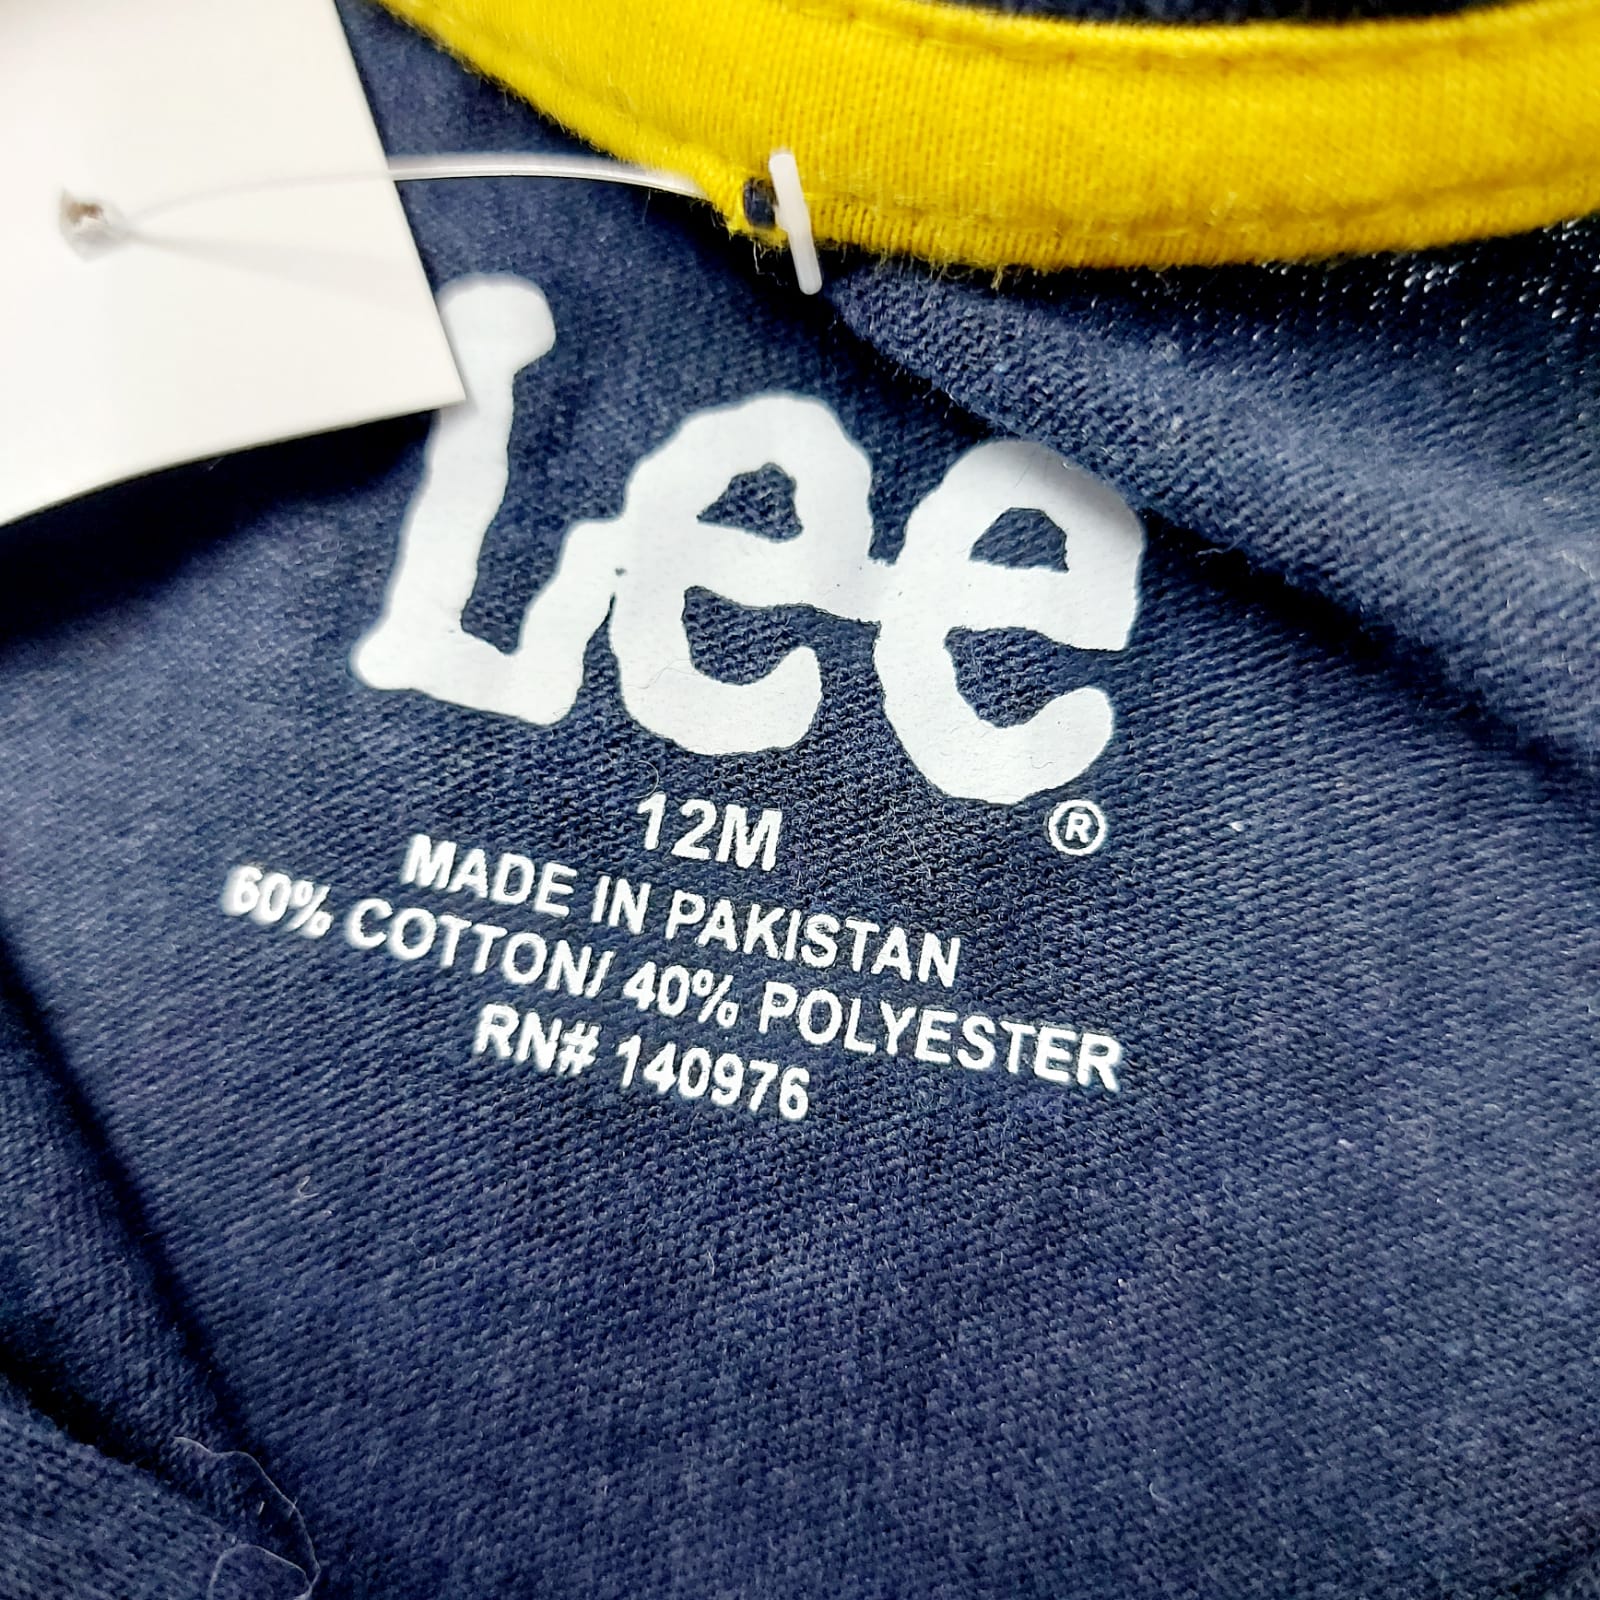 Lee
®
12M
MADE IN PAKISTAN
60% COTTON/ 40% POLYESTER
RN# 140976